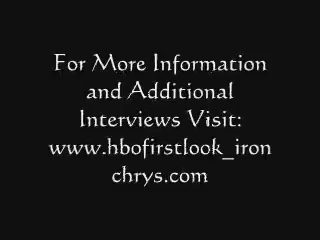 For More Information
and Additional
Interviews Visit:
www.hbofirstlook_iron
chrys.com